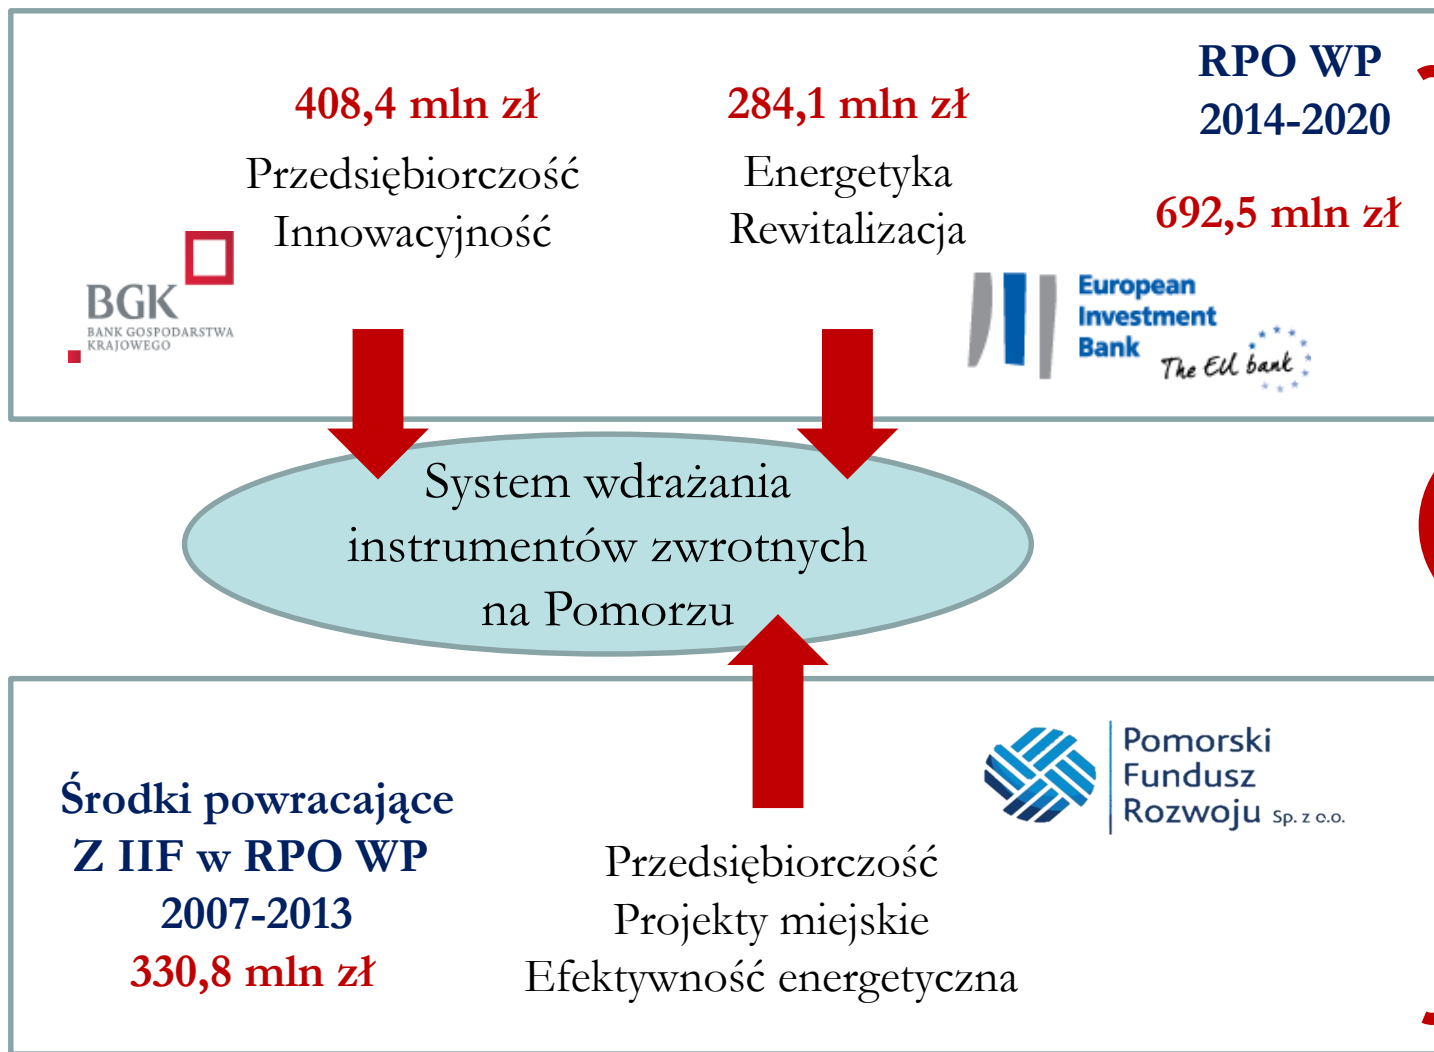 408,4 mln zł
Przedsiębiorczość
Innowacyjność
284,1 mln zł
Energetyka
Rewitalizacja
RPO WP
2014-2020
692,5 mln zł
BGK
BANK GOSPODARSTWA
KRAJOWEGO
European
Investment
Bank
The EU bank
System wdrażania
instrumentów zwrotnych
na Pomorzu
Środki powracające
Z IIF w RPO WP
2007-2013
330,8 mln zł
Przedsiębiorczość
Projekty miejskie
Efektywność energetyczna
Pomorski
Fundusz
Rozwoju Sp. z o.o.